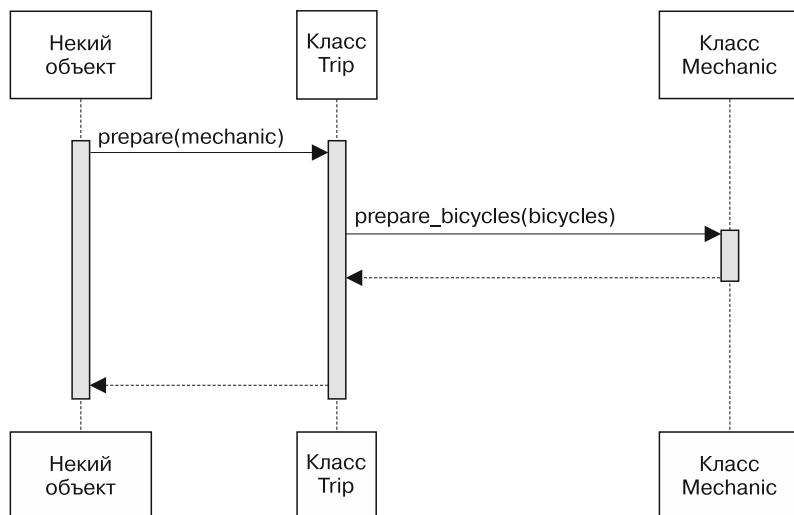 Некий
объект
Класс
Trip
Класс
Mechanic
prepare(mechanic)
prepare_bicycles(bicycles)
Некий
объект
Класс
Trip
Класс
Mechanic